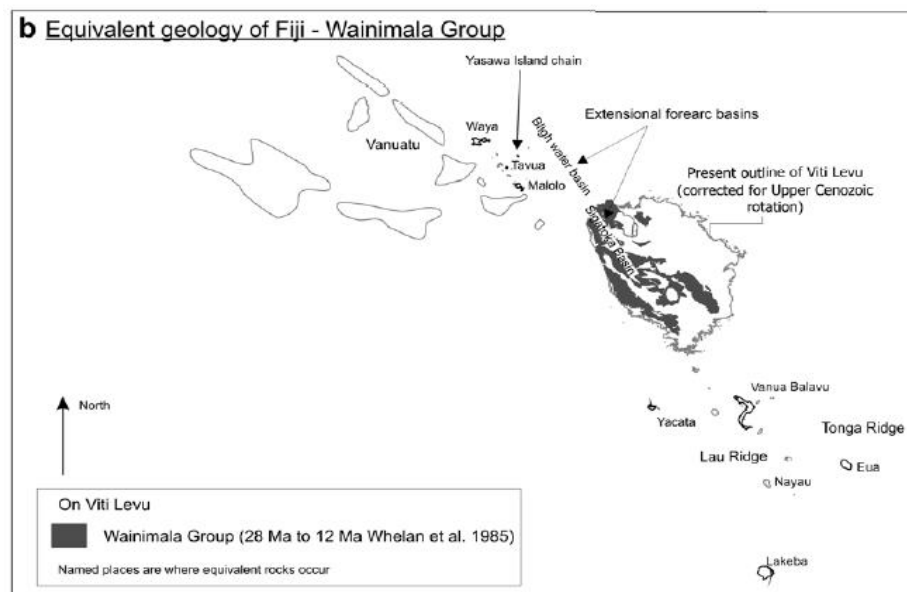 b Equivalent geology of Fiji - Wainimala Group
Yasawa Island chain
Extensional forearc basins
Waya
Bligh water basin
Vanuatu
Tavua
Malolo
Present outline of Viti Levu
(corrected for Upper Cenozoic
rotation)
Sigatoka Basin
Vanua Balavu
North
Yacata
Tonga Ridge
Lau Ridge
Eua
Nayau
On Viti Levu
Wainimala Group (28 Ma to 12 Ma Whelan et al. 1985)
Named places are where equivalent rocks occur
Lakeba